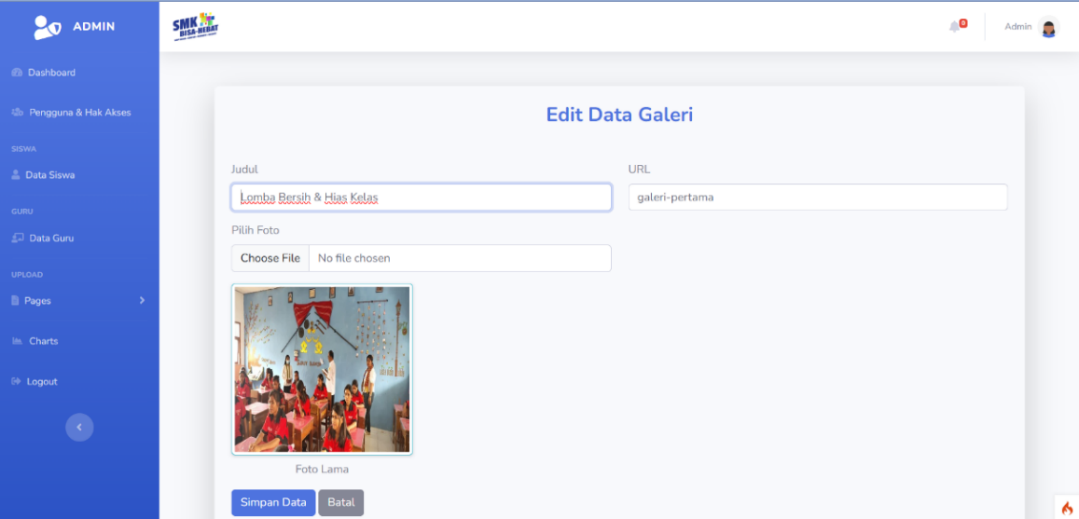 ADMIN
SMK
BISA-HEBAT
Admin
Dashboard
Pengguna & Hak Akses
SISWA
Data Siswa
GURU
Data Guru
UPLOAD
Pages
Charts
Logout
Edit Data Galeri
Judul
URL
Lomba Bersih & Hias Kelas
galeri-pertama
Pilih Foto
Choose File No file chosen
Foto Lama
Simpan Data Batal